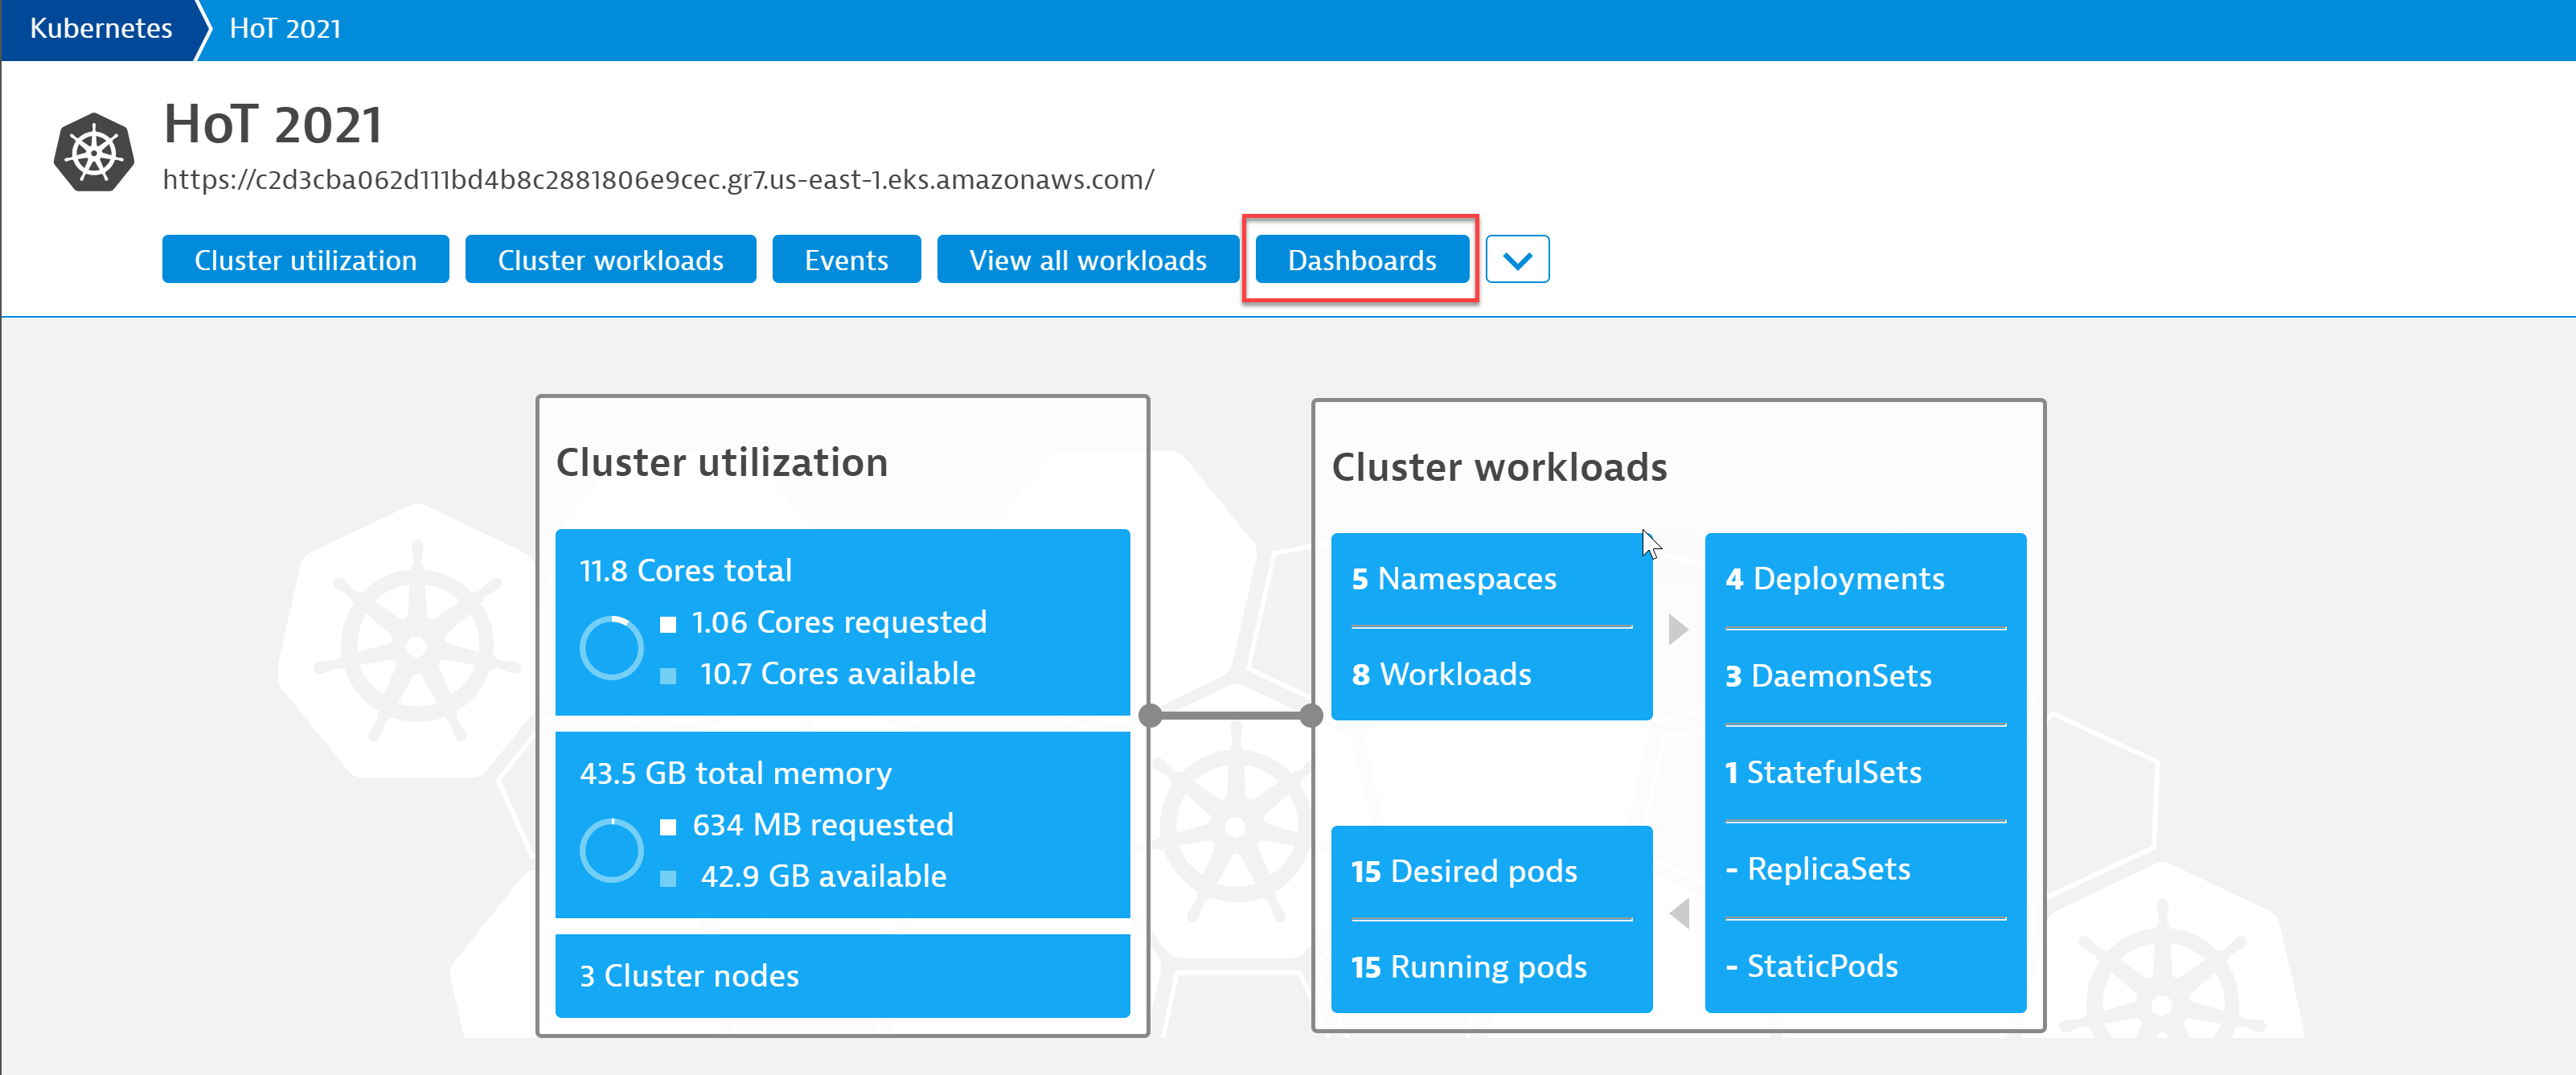 Kubernetes
HoT 2021
HoT 2021
https://c2d3cba062d111bd4b8c2881806e9cec.gr7.us-east-1.eks.amazonaws.com/
Cluster utilization
Cluster workloads
Events
View all workloads
Dashboards
Cluster utilization
11.8 Cores total
1.06 Cores requested
10.7 Cores available
43.5 GB total memory
634 MB requested
42.9 GB available
3 Cluster nodes
Cluster workloads
5 Namespaces
8 Workloads
4 Deployments
3 DaemonSets
1 StatefulSets
- ReplicaSets
- StaticPods
15 Desired pods
15 Running pods